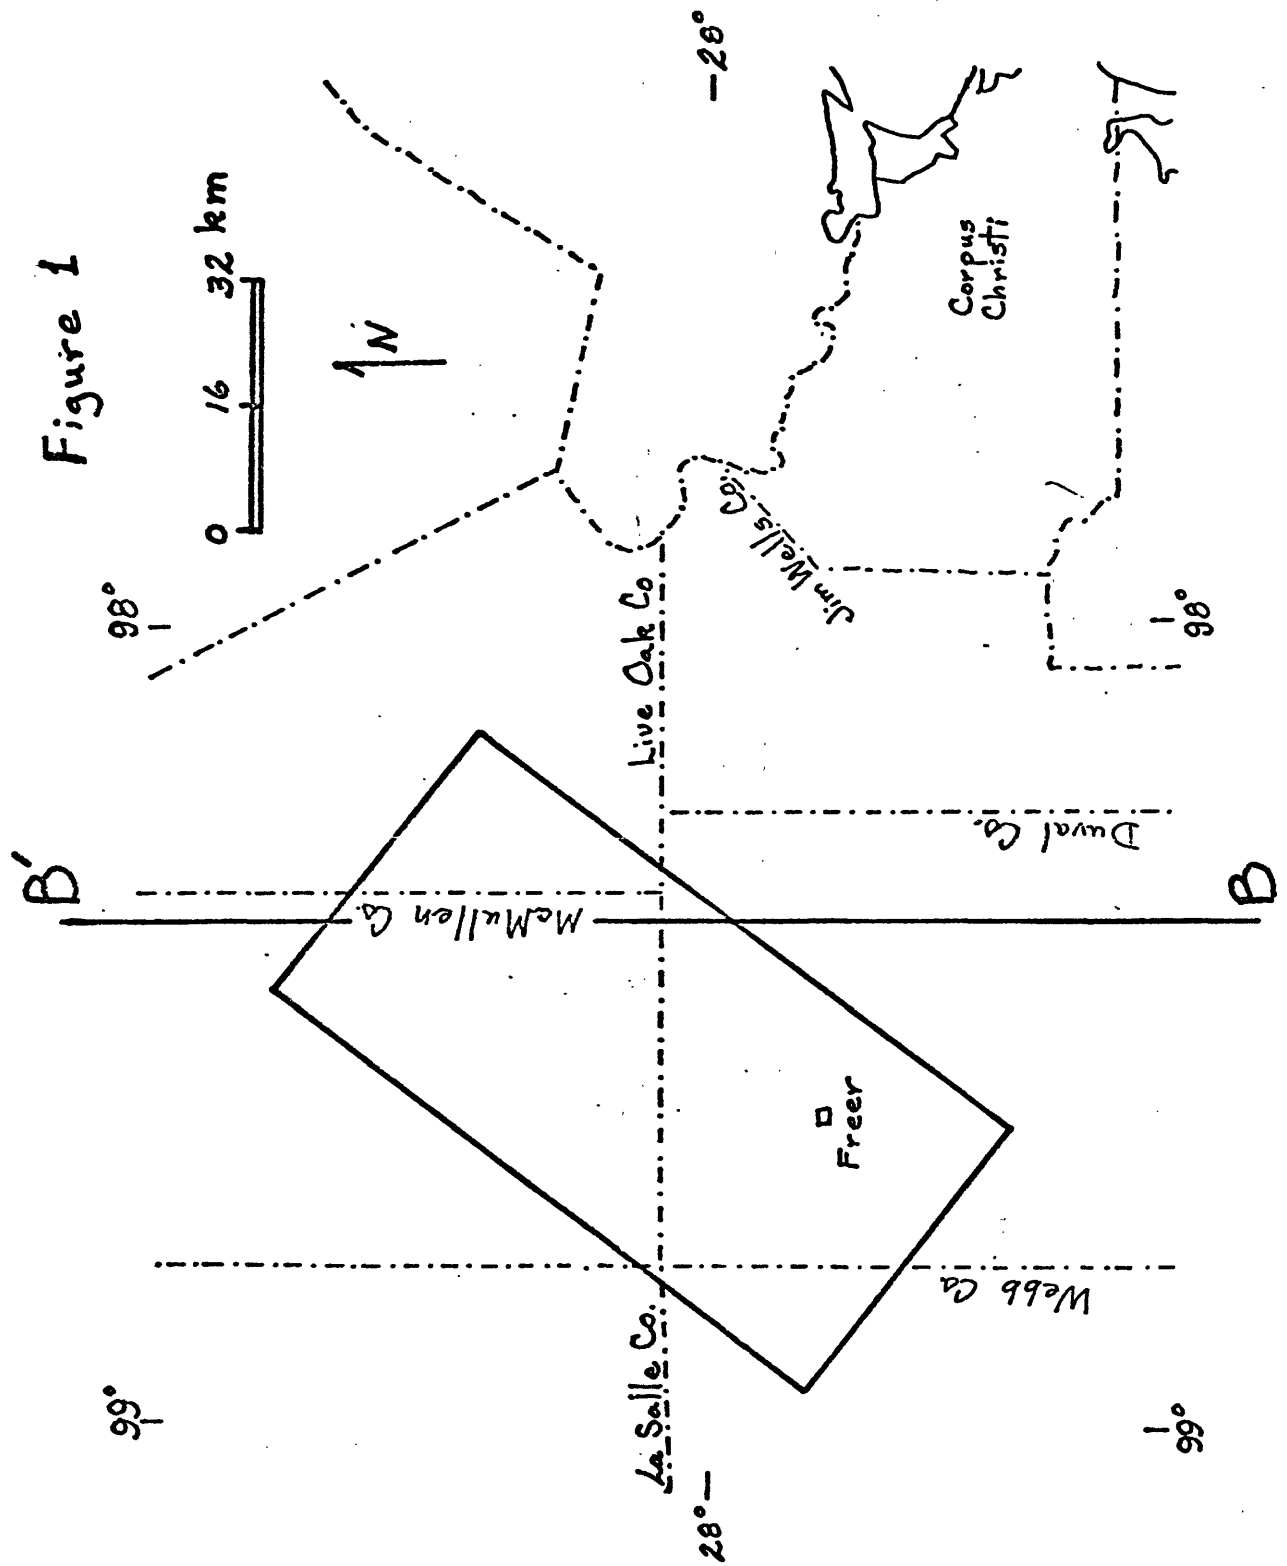 Figure 1
0 16 32 km
N
98°
99°
B'
McMullen Co.
Live Oak Co
La Salle Co.
28°
-28°
Jim Wells Co.
Corpus
Christi
Freer
Duval Co.
Webb Co
98°
99°
B